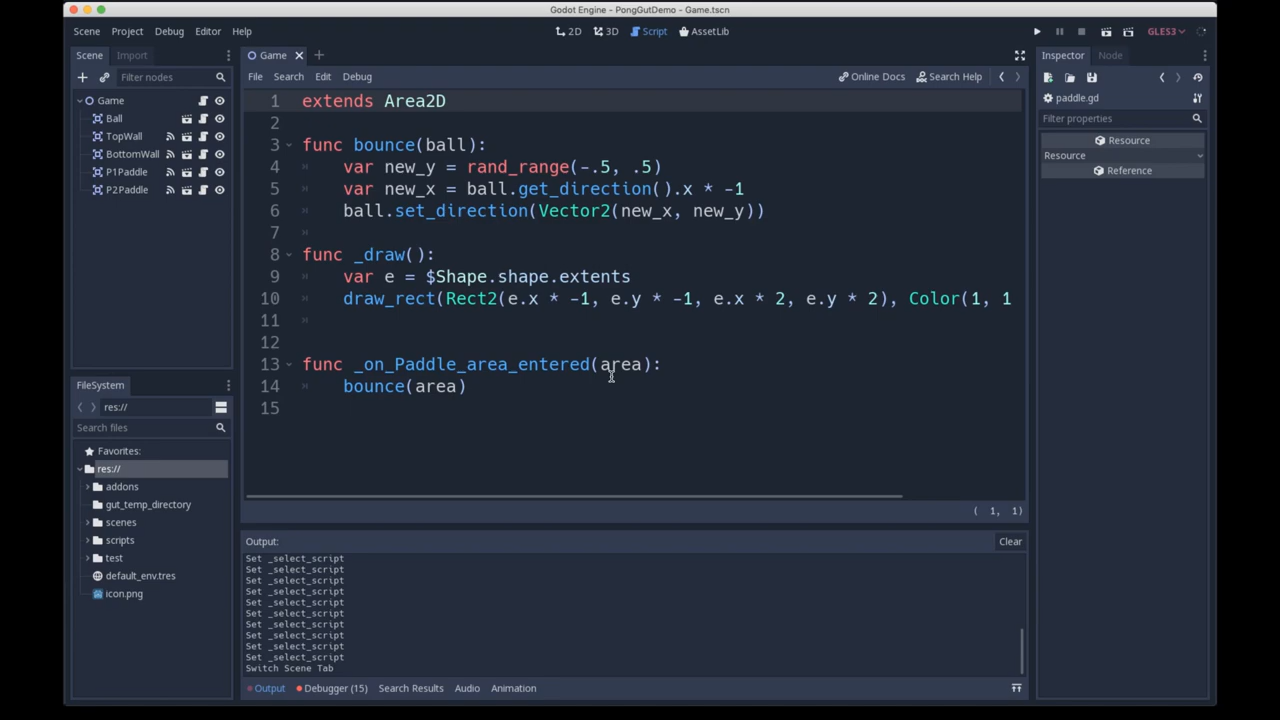 Godot Engine - PongGutDemo - Game.tscn
Scene Project Debug Editor Help
2D 3D Script AssetLib
GLES3
Scene Import
Filter nodes
Game
Ball
TopWall
BottomWall
P1Paddle
P2Paddle
FileSystem
res://
Search files
Favorites:
res://
addons
gut_temp_directory
scenes
scripts
test
default_env.tres
icon.png
Game
File Search Edit Debug
Online Docs Search Help
1 extends Area2D
2
3 func bounce(ball):
4 var new_y = rand_range(-.5, .5)
5 var new_x = ball.get_direction().x * -1
6 ball.set_direction(Vector2(new_x, new_y))
7
8 func _draw():
9 var e = $Shape.shape.extents
10 draw_rect(Rect2(e.x * -1, e.y * -1, e.x * 2, e.y * 2), Color(1, 1
11
12
13 func _on_Paddle_area_entered(area):
14 bounce(area)
15
( 1, 1)
Output:
Clear
Set _select_script
Set _select_script
Set _select_script
Set _select_script
Set _select_script
Set _select_script
Set _select_script
Set _select_script
Set _select_script
Set _select_script
Switch Scene Tab
Output Debugger (15) Search Results Audio Animation
Inspector Node
paddle.gd
Filter properties
Resource
Resource
Reference